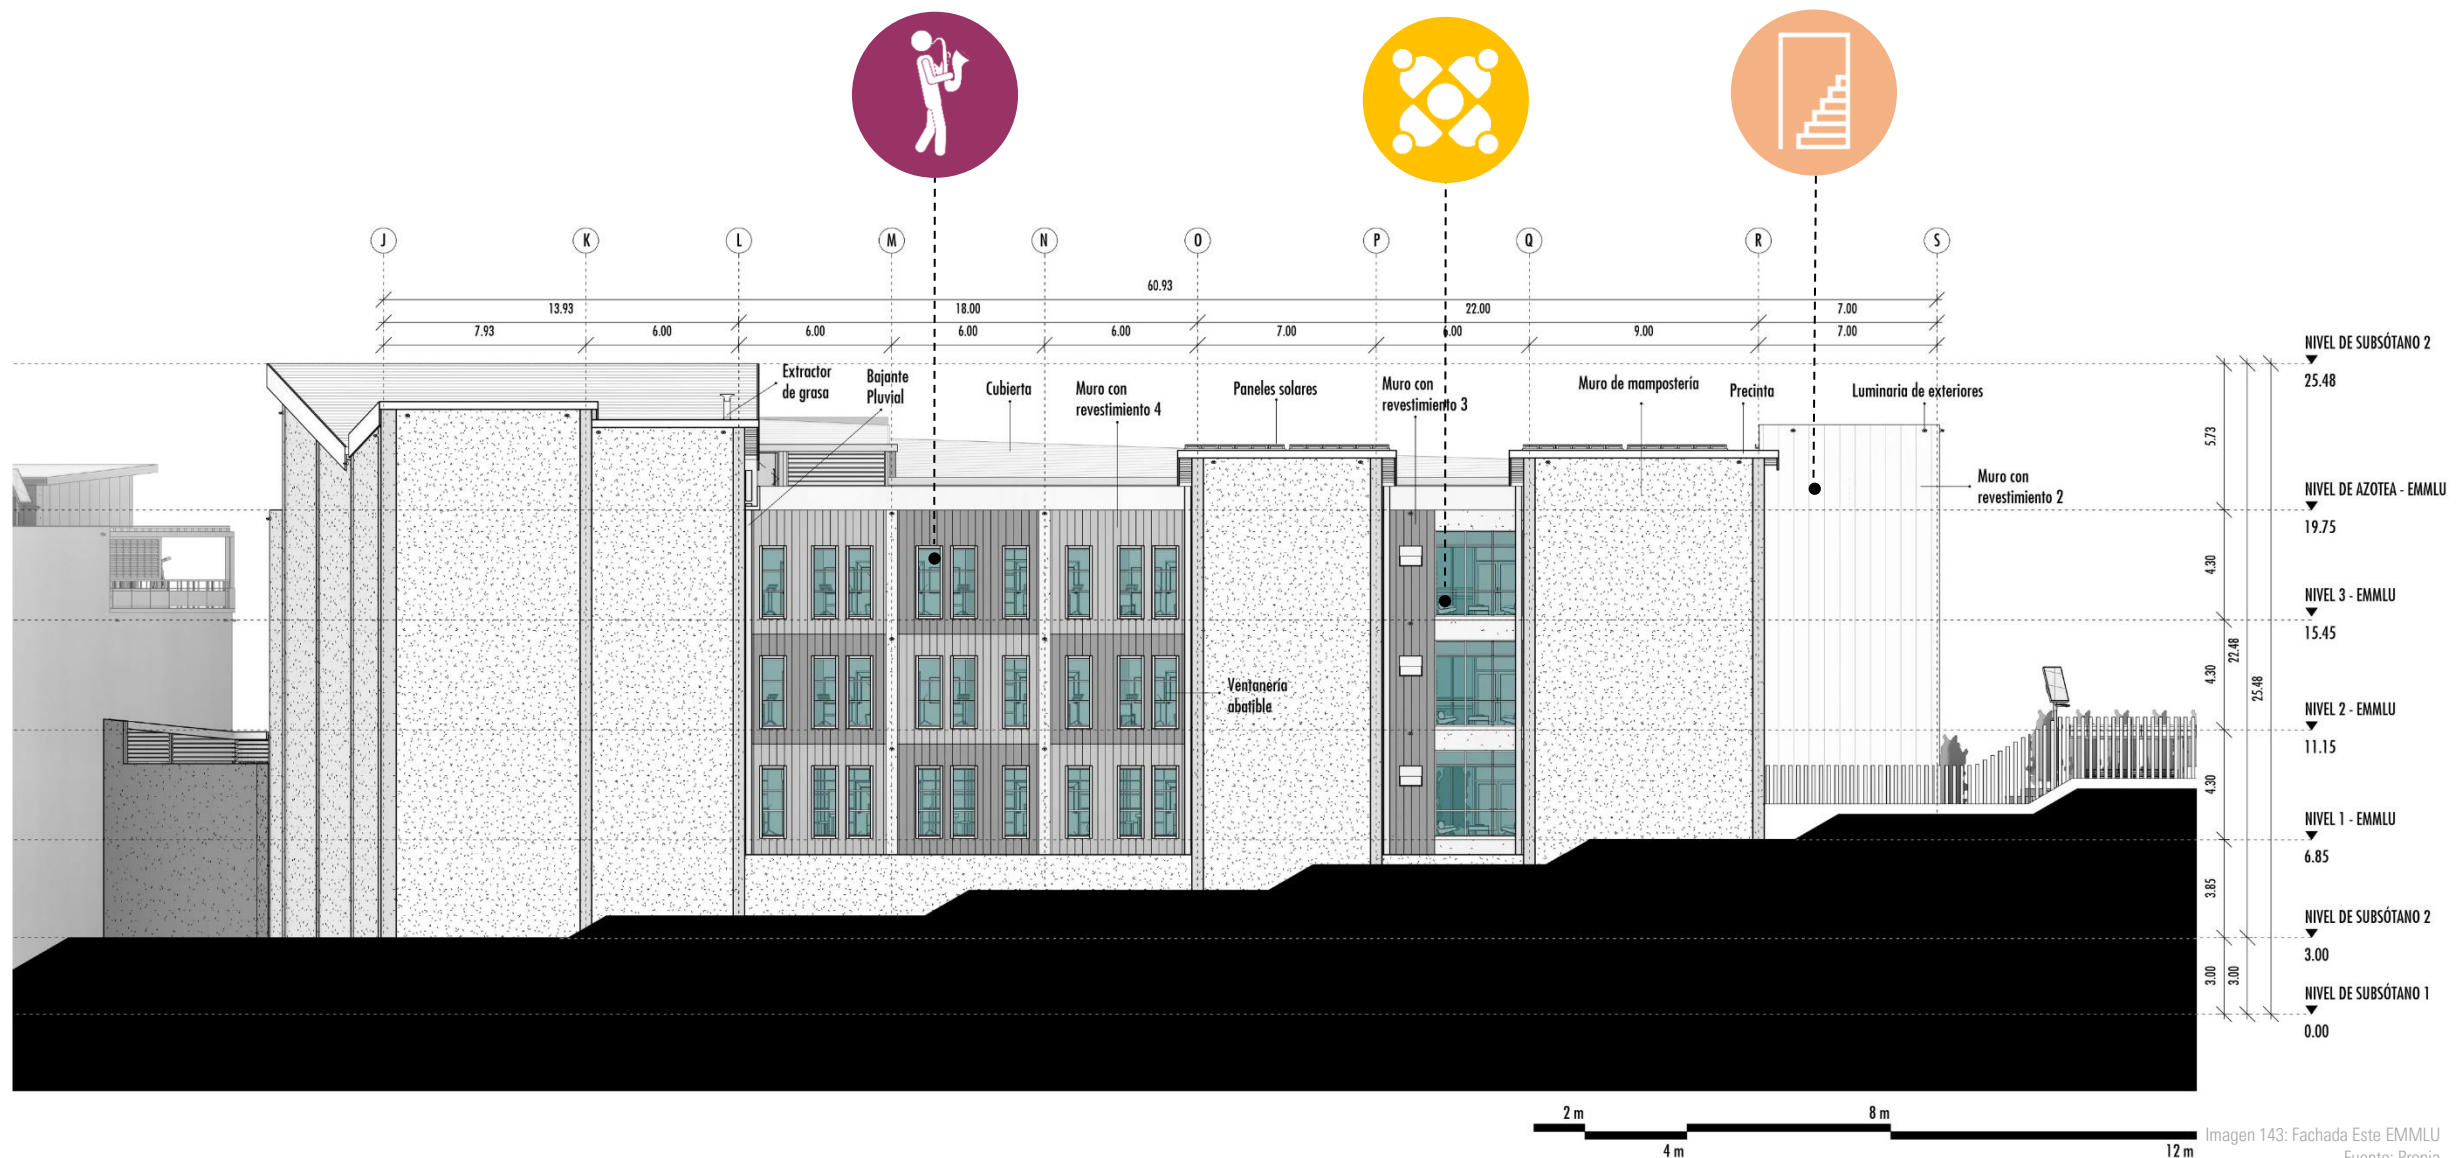 J K L M N O P Q R S
60.93
13.93 18.00 22.00 7.00
7.93 6.00 6.00 6.00 6.00 7.00 6.00 9.00 7.00
NIVEL DE SUBSÓTANO 2
25.48
Extractor
de grasa
Bajante
Pluvial
Cubierta
Muro con
revestimiento 4
Paneles solares
Muro con
revestimiento 3
Muro de mampostería
Precinta
Luminaria de exteriores
Muro con
revestimiento 2
Ventanería
abatible
NIVEL DE AZOTEA - EMMLU
19.75
NIVEL 3 - EMMLU
15.45
NIVEL 2 - EMMLU
11.15
NIVEL 1 - EMMLU
6.85
NIVEL DE SUBSÓTANO 2
3.00
NIVEL DE SUBSÓTANO 1
0.00
5.73
4.30
4.30
4.30
3.85
3.00
22.48
3.00
25.48
2 m 8 m
4 m 12 m
Imagen 143: Fachada Este EMMLU
Fuente: Propia